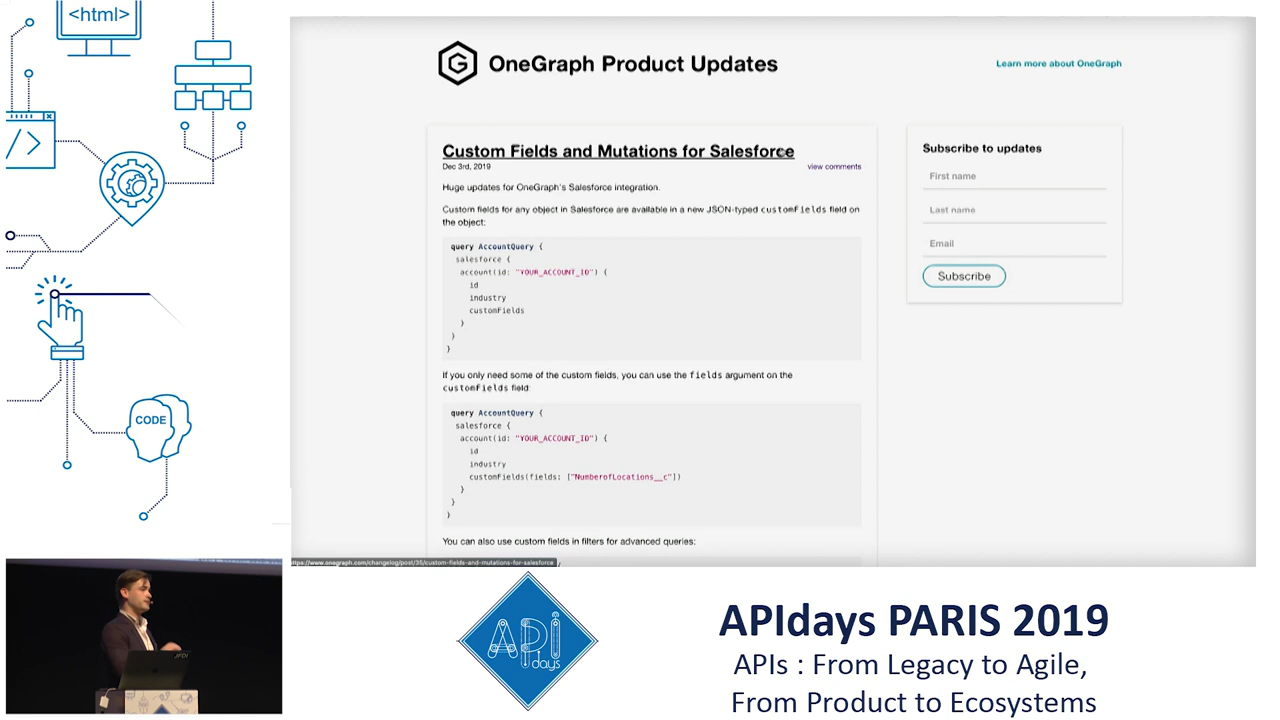 <html>
</>
CODE
OneGraph Product Updates
Learn more about OneGraph
Custom Fields and Mutations for Salesforce
Dec 3rd, 2019
view comments
Huge updates for OneGraph's Salesforce integration.
Custom fields for any object in Salesforce are available in a new JSON-typed customFields field on
the object:
query AccountQuery {
salesforce {
account(id: "YOUR_ACCOUNT_ID") {
id
industry
customFields
}
}
}
If you only need some of the custom fields, you can use the fields argument on the
customFields field:
query AccountQuery {
salesforce {
account(id: "YOUR_ACCOUNT_ID") {
id
industry
customFields(fields: ["NumberofLocations__c"])
}
}
}
You can also use custom fields in filters for advanced queries:
Subscribe to updates
First name
Last name
Email
Subscribe
https://www.onegraph.com/changelog/post/35/custom-fields-and-mutations-for-salesforce
JFDI
API
days
APIdays PARIS 2019
APIs : From Legacy to Agile,
From Product to Ecosystems